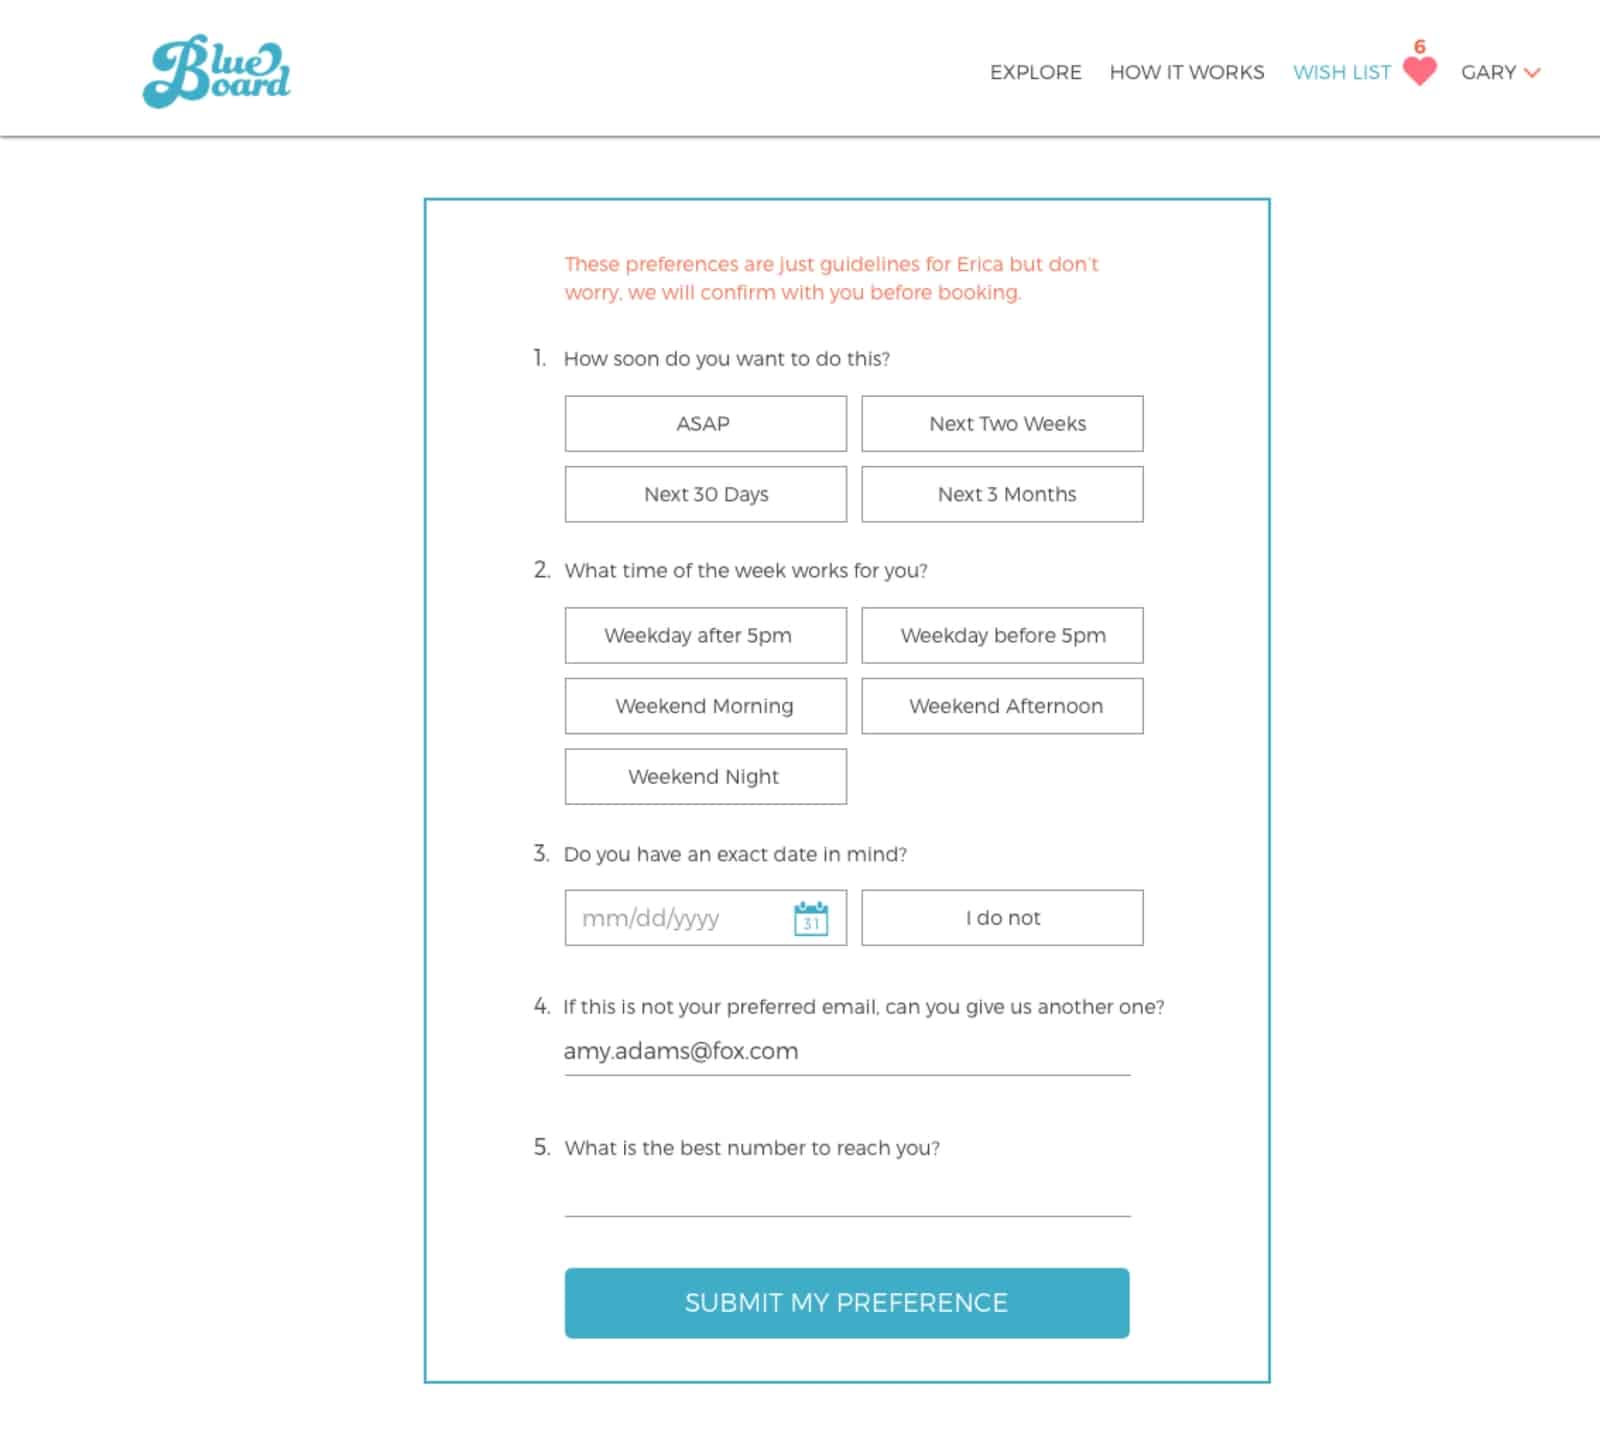 Blue
Board
EXPLORE HOW IT WORKS WISH LIST 6 GARY
These preferences are just guidelines for Erica but don't
worry, we will confirm with you before booking.
1. How soon do you want to do this?
ASAP Next Two Weeks
Next 30 Days Next 3 Months
2. What time of the week works for you?
Weekday after 5pm Weekday before 5pm
Weekend Morning Weekend Afternoon
Weekend Night
3. Do you have an exact date in mind?
mm/dd/yyyy 31 I do not
4. If this is not your preferred email, can you give us another one?
amy.adams@fox.com
5. What is the best number to reach you?
SUBMIT MY PREFERENCE